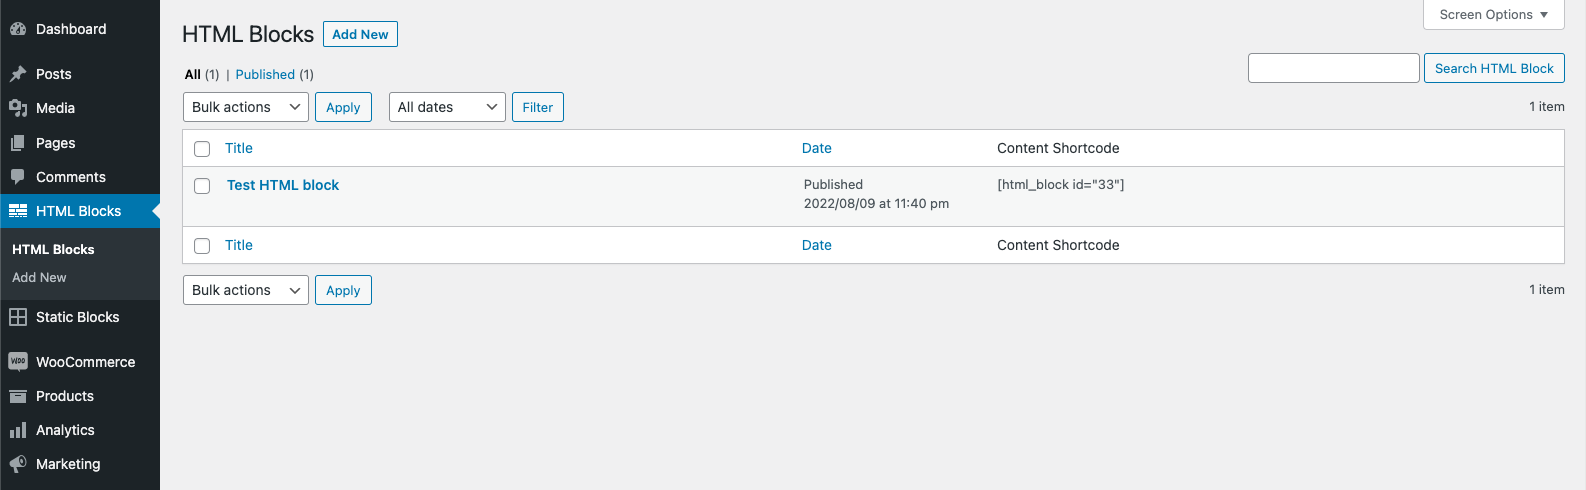 Dashboard
Posts
Media
Pages
Comments
HTML Blocks
HTML Blocks
Add New
Static Blocks
WOO WooCommerce
Products
Analytics
Marketing
Screen Options
HTML Blocks Add New
All (1) | Published (1)
Search HTML Block
Bulk actions Apply All dates Filter 1 item
Title Date Content Shortcode
Test HTML block Published [html_block id="33"]
2022/08/09 at 11:40 pm
Title Date Content Shortcode
Bulk actions Apply 1 item